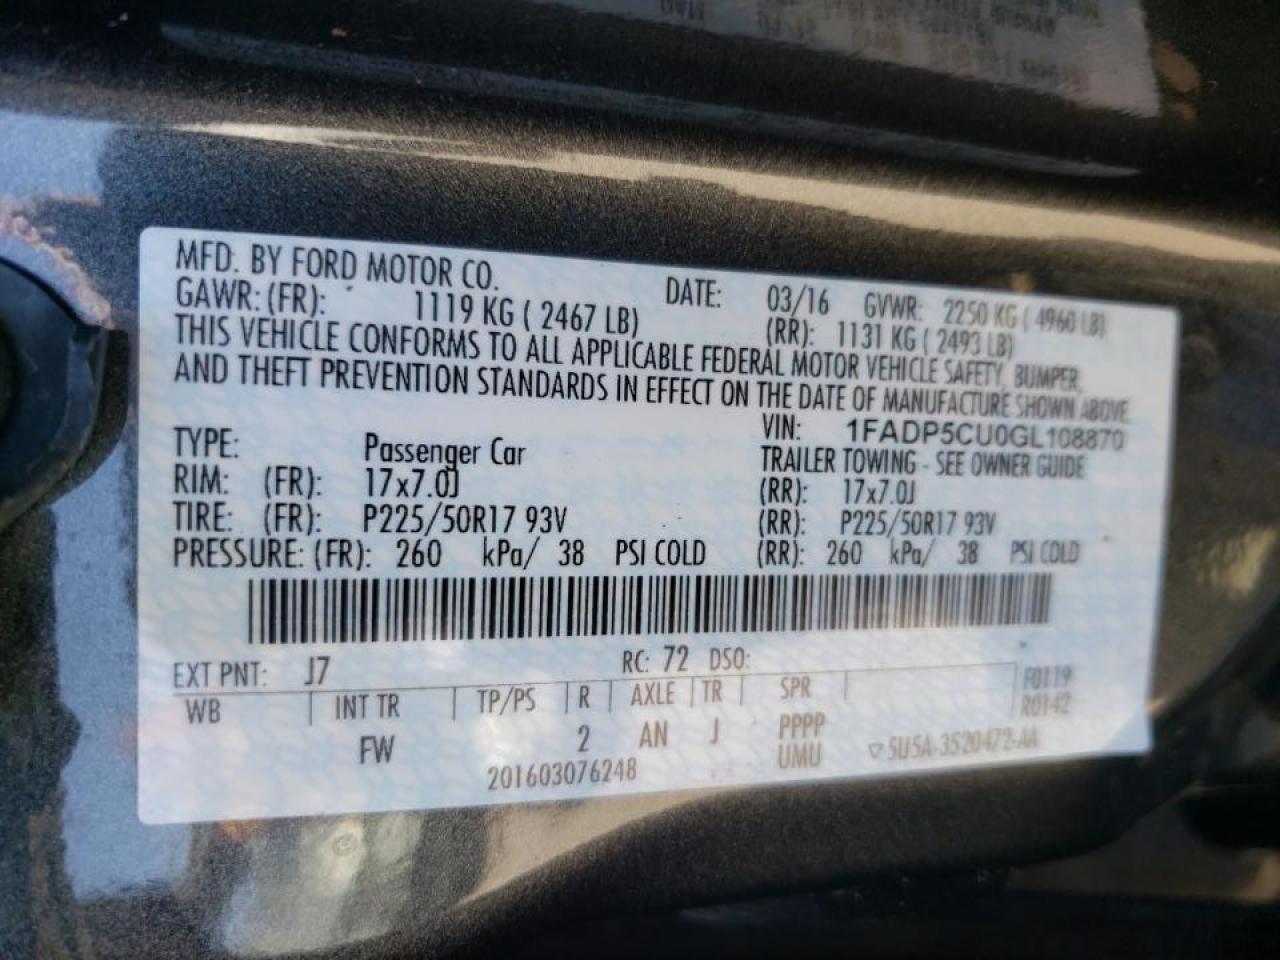 MFD. BY FORD MOTOR CO. DATE: 03/16 GVWR: 2250 KG ( 4960 LB)
GAWR: (FR): 1119 KG ( 2467 LB) (RR): 1131 KG ( 2493 LB)
THIS VEHICLE CONFORMS TO ALL APPLICABLE FEDERAL MOTOR VEHICLE SAFETY, BUMPER,
AND THEFT PREVENTION STANDARDS IN EFFECT ON THE DATE OF MANUFACTURE SHOWN ABOVE.
VIN: 1FADP5CU0GL108870
TYPE: Passenger Car TRAILER TOWING - SEE OWNER GUIDE
RIM: (FR): 17x7.0J (RR): 17x7.0J
TIRE: (FR): P225/50R17 93V (RR): P225/50R17 93V
PRESSURE: (FR): 260 kPa/ 38 PSI COLD (RR): 260 kPa/ 38 PSI COLD
EXT PNT: J7 RC: 72 DSO: F0119
WB INT TR TP/PS R AXLE TR SPR R0142
FW 2 AN J PPPP
201603076248 UMU ▽ 5U5A-3520472-AA